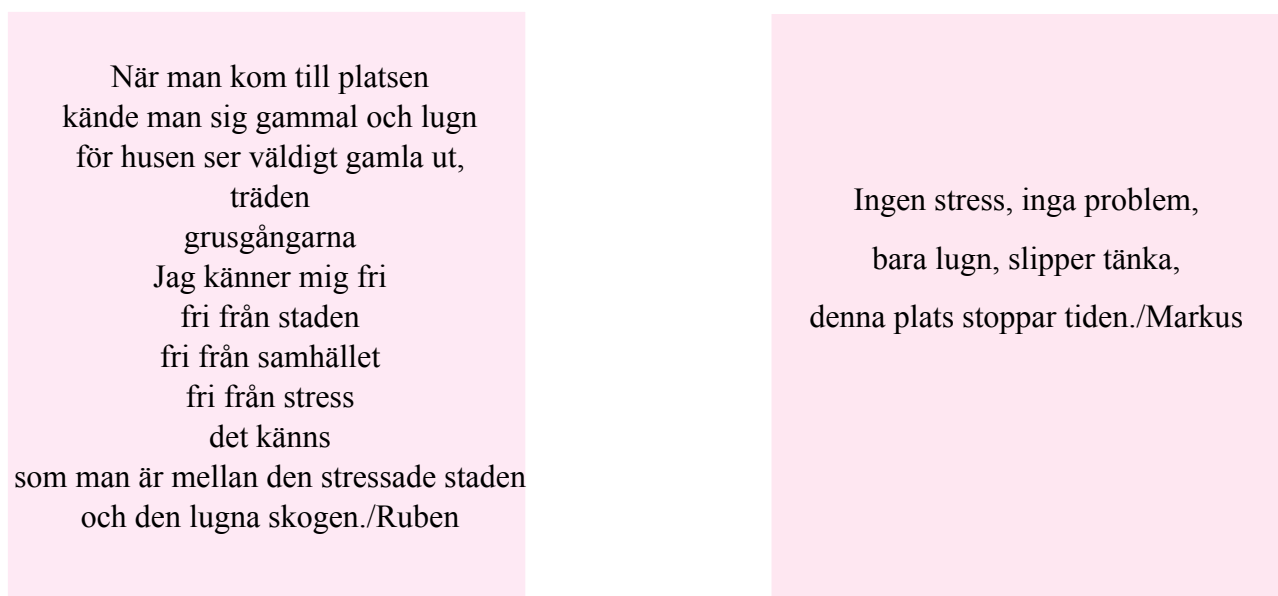 När man kom till platsen
kände man sig gammal och lugn
för husen ser väldigt gamla ut,
träden
grusgångarna
Jag känner mig fri
fri från staden
fri från samhället
fri från stress
det känns
som man är mellan den stressade staden
och den lugna skogen./Ruben
Ingen stress, inga problem,
bara lugn, slipper tänka,
denna plats stoppar tiden./Markus